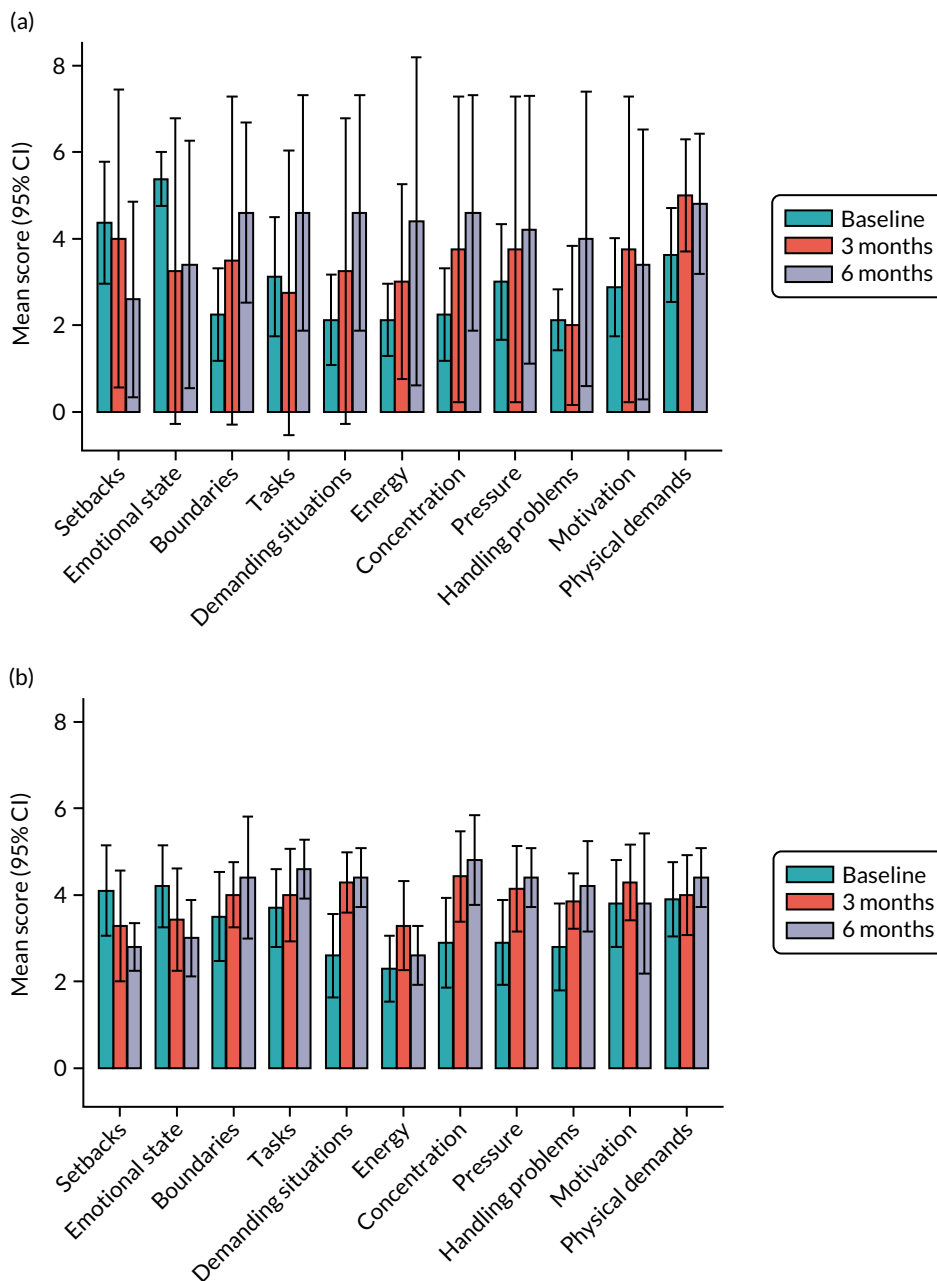 (a)
8
6
4
2
0
Mean score (95% CI)
Setbacks
Emotional state
Boundaries
Tasks
Demanding situations
Energy
Concentration
Pressure
Handling problems
Motivation
Physical demands
Baseline
3 months
6 months
(b)
8
6
4
2
0
Mean score (95% CI)
Setbacks
Emotional state
Boundaries
Tasks
Demanding situations
Energy
Concentration
Pressure
Handling problems
Motivation
Physical demands
Baseline
3 months
6 months